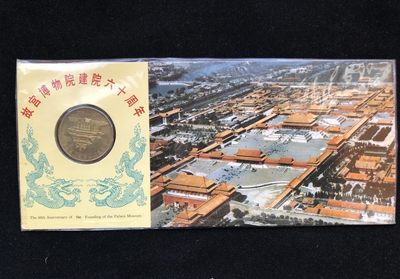 故宫博物院建院六十周年
The 60th Anniversary of the Founding of the Palace Museum